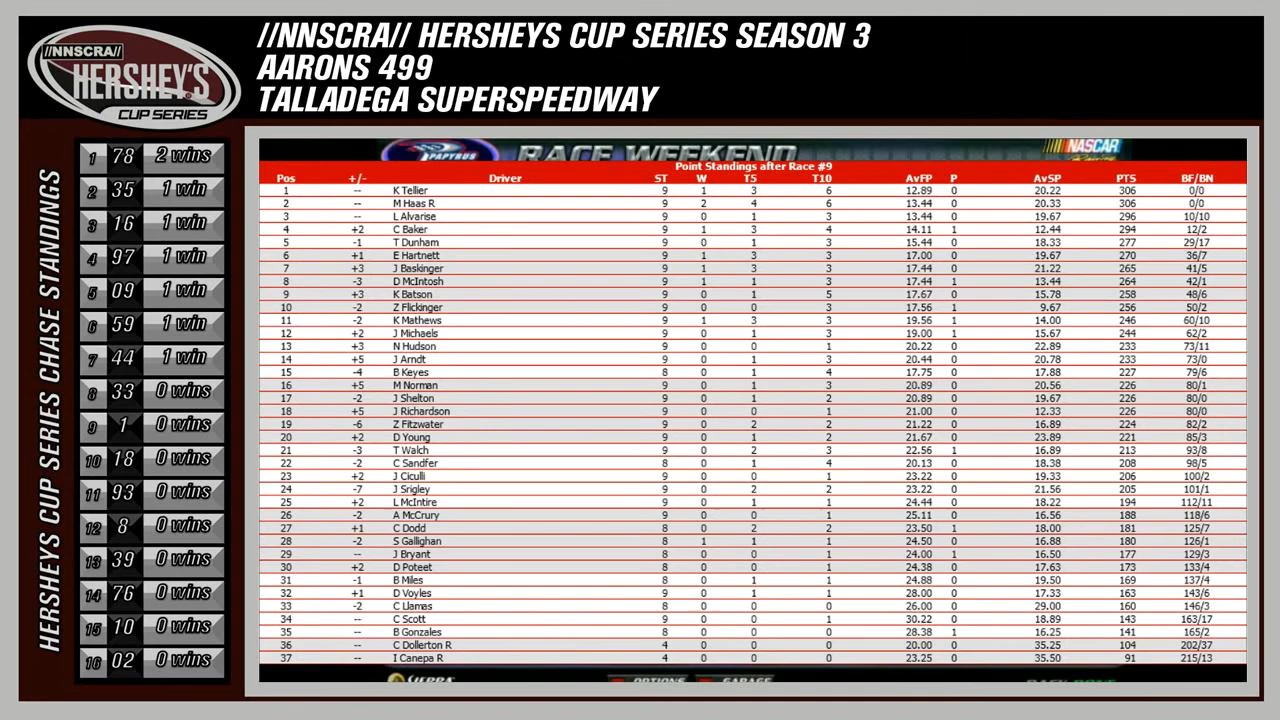 //NNSCRA// HERSHEYS CUP SERIES SEASON 3
AARONS 499
TALLADEGA SUPERSPEEDWAY
//NNSCRA//
HERSHEY'S
CUP SERIES
HERSHEYS CUP SERIES CHASE STANDINGS
1 78 2 wins
2 35 1 win
3 16 1 win
4 97 1 win
5 09 1 win
6 59 1 win
7 44 1 win
8 33 0 wins
9 1 0 wins
10 18 0 wins
11 93 0 wins
12 8 0 wins
13 39 0 wins
14 76 0 wins
15 10 0 wins
16 02 0 wins
PAPYRUS RACE WEEKEND NASCAR
Point Standings after Race #9
Pos +/- Driver ST W T5 T10 AvFP P AvSP PTS BF/BN
1 -- K Tellier 9 1 3 6 12.89 0 20.22 306 0/0
2 -- M Haas R 9 2 4 6 13.44 0 20.33 306 0/0
3 -- L Alvarise 9 0 1 3 13.44 0 19.67 296 10/10
4 +2 C Baker 9 1 3 4 14.11 1 12.44 294 12/2
5 -1 T Dunham 9 0 1 3 15.44 0 18.33 277 29/17
6 +1 E Hartnett 9 1 3 3 17.00 0 19.67 270 36/7
7 +3 J Baskinger 9 1 3 3 17.44 0 21.22 265 41/5
8 -3 D McIntosh 9 1 1 3 17.44 1 13.44 264 42/1
9 +3 K Batson 9 0 1 5 17.67 0 15.78 258 48/6
10 -2 Z Flickinger 9 0 0 3 17.56 1 9.67 256 50/2
11 -2 K Mathews 9 1 3 3 19.56 1 14.00 246 60/10
12 +2 J Michaels 9 0 1 3 19.00 1 15.67 244 62/2
13 +3 N Hudson 9 0 0 1 20.22 0 22.89 233 73/11
14 +5 J Arndt 9 0 1 3 20.44 0 20.78 233 73/0
15 -4 B Keyes 8 0 1 4 17.75 0 17.88 227 79/6
16 +5 M Norman 9 0 1 3 20.89 0 20.56 226 80/1
17 -2 J Shelton 9 0 1 2 20.89 0 19.67 226 80/0
18 +5 J Richardson 9 0 0 1 21.00 0 12.33 226 80/0
19 -6 Z Fitzwater 9 0 2 2 21.22 0 16.89 224 82/2
20 +2 D Young 9 0 1 2 21.67 0 23.89 221 85/3
21 -3 T Walch 9 0 2 3 22.56 1 16.89 213 93/8
22 -2 C Sandfer 8 0 1 4 20.13 0 18.38 208 98/5
23 +2 J Ciculli 9 0 0 1 23.22 0 19.33 206 100/2
24 -7 J Srigley 9 0 2 2 23.22 0 21.56 205 101/1
25 +2 L McIntire 9 0 1 1 24.44 0 18.22 194 112/11
26 -2 A McCrury 9 0 0 1 25.11 0 16.56 188 118/6
27 +1 C Dodd 8 0 2 2 23.50 1 18.00 181 125/7
28 -2 S Gallighan 8 1 1 1 24.50 0 16.88 180 126/1
29 -- J Bryant 8 0 0 0 24.00 1 16.50 177 129/3
30 +2 D Poteet 8 0 0 1 24.38 0 17.63 173 133/4
31 -1 B Miles 8 0 1 1 24.88 0 19.50 169 137/4
32 +1 D Voyles 9 0 1 1 28.00 0 17.33 163 143/6
33 -2 C Llamas 8 0 0 0 26.00 0 29.00 160 146/3
34 -- C Scott 9 0 0 1 30.22 0 18.89 143 163/17
35 -- B Gonzales 8 0 0 0 28.38 1 16.25 141 165/2
36 -- C Dollerton R 4 0 0 0 20.00 0 35.25 104 202/37
37 -- I Canepa R 4 0 0 0 23.25 0 35.50 91 215/13
SIERRA OPTIONS GARAGE